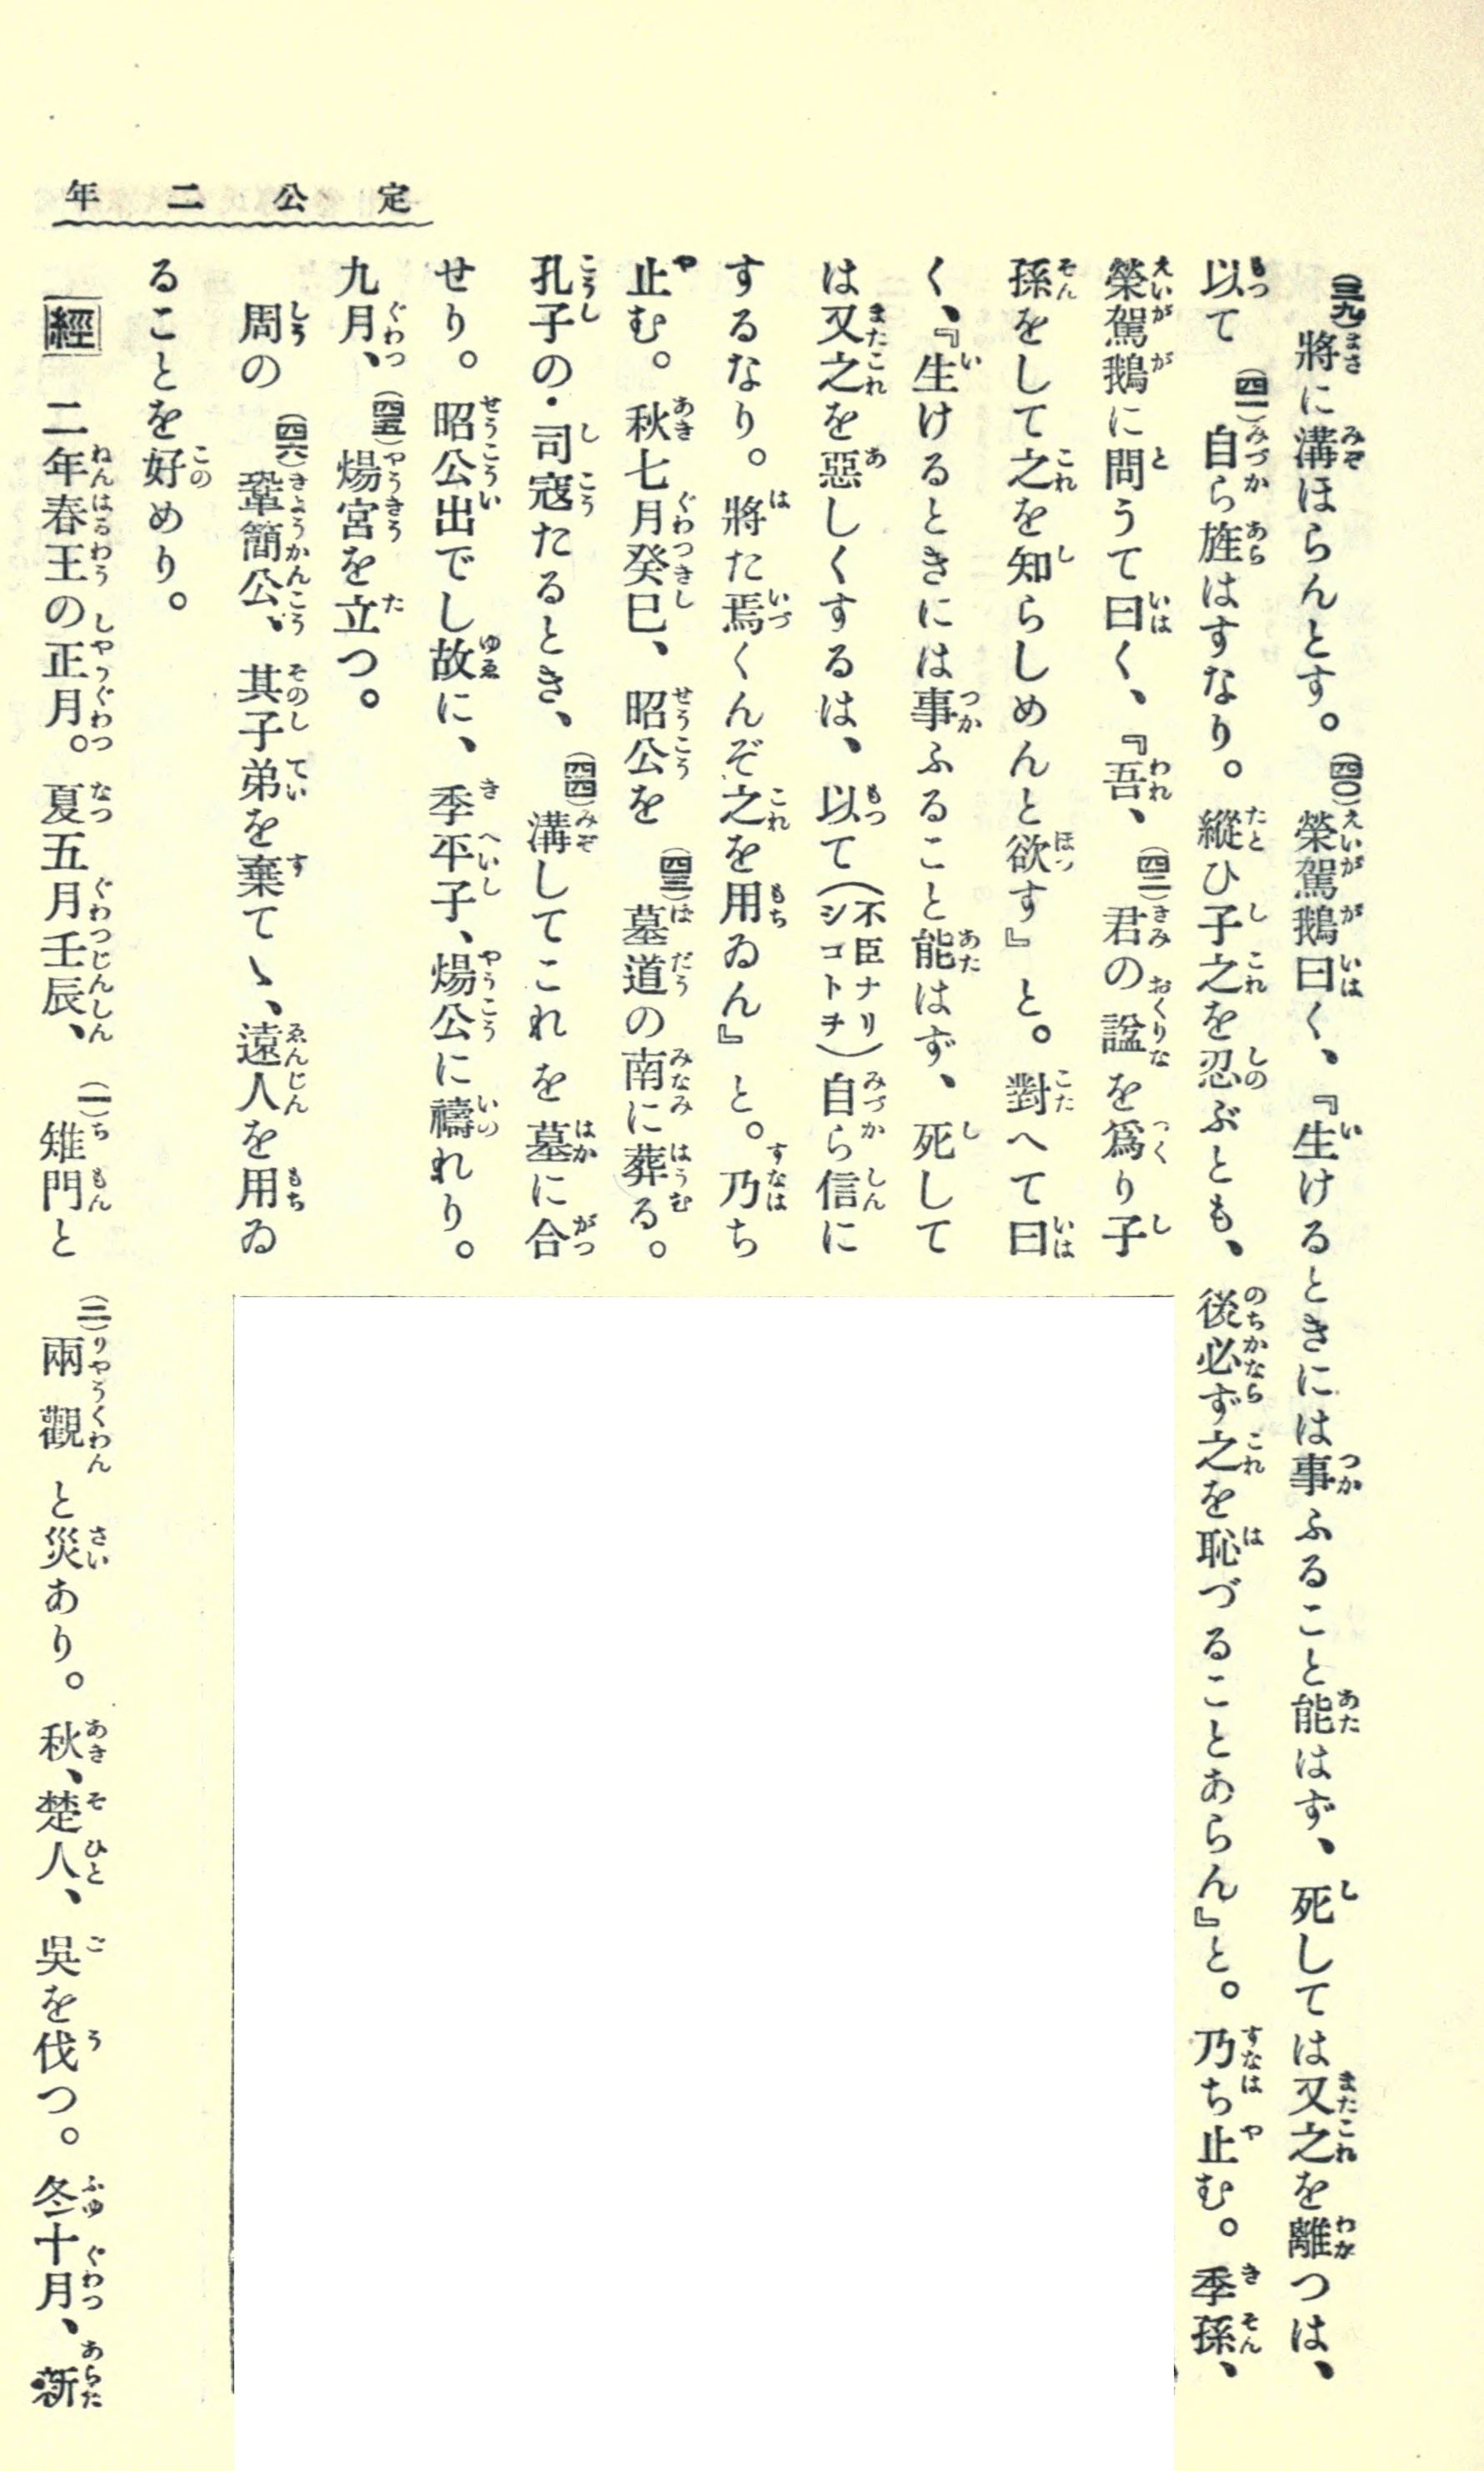 定公二年
(三九)將に溝ほらんとす。(四〇)榮駕鵝曰く、『生けるときには事ふること能はず、死しては又之を離つは、
以て(四一)自ら旌はすなり。縱ひ子之を忍ぶとも、後必ず之を恥づることあらん』と。乃ち止む。季孫、
榮駕鵝に問うて曰く、『吾、(四二)君の諡を爲り子
孫をして之を知らしめんと欲す』と。對へて曰
く、『生けるときには事ふること能はず、死して
は又之を惡しくするは、以て(不臣ナリシコトヲ)自ら信に
するなり。將た焉くんぞ之を用ゐん』と。乃ち
止む。秋七月癸巳、昭公を(四三)墓道の南に葬る。
孔子の・司寇たるとき、(四四)溝してこれを墓に合
せり。昭公出でし故に、季平子、煬公に禱れり。
九月、(四五)煬宮を立つ。
周の(四六)鞏簡公、其子弟を棄てゝ、遠人を用ゐ
ることを好めり。
經 二年春王の正月。夏五月壬辰、(一)雉門と(二)兩觀と災あり。秋、楚人、吳を伐つ。冬十月、新